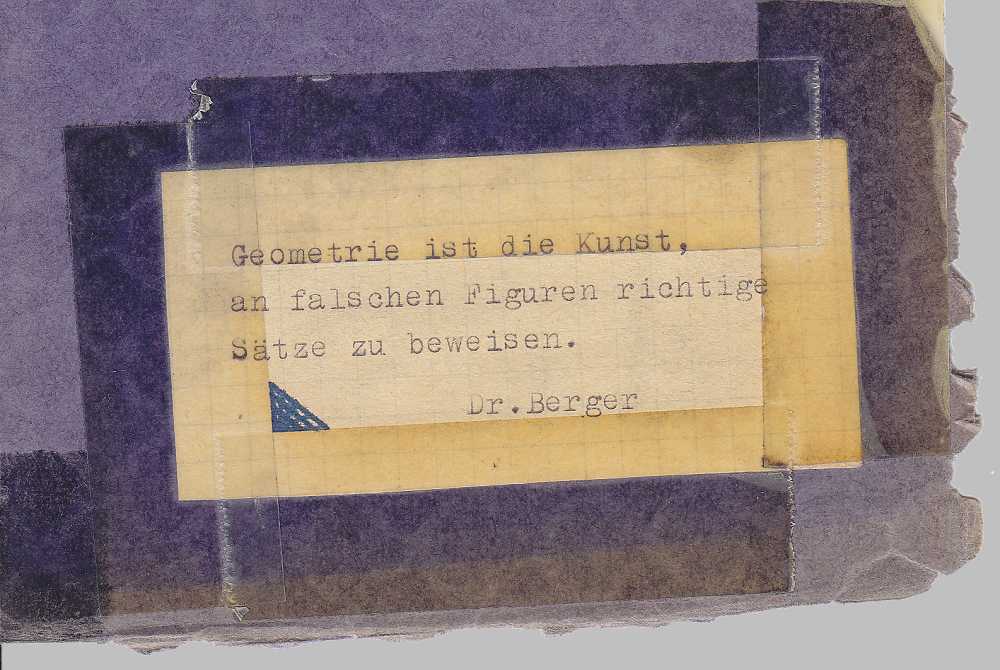 Geometrie ist die Kunst,
an falschen Figuren richtige
Sätze zu beweisen.
Dr.Berger